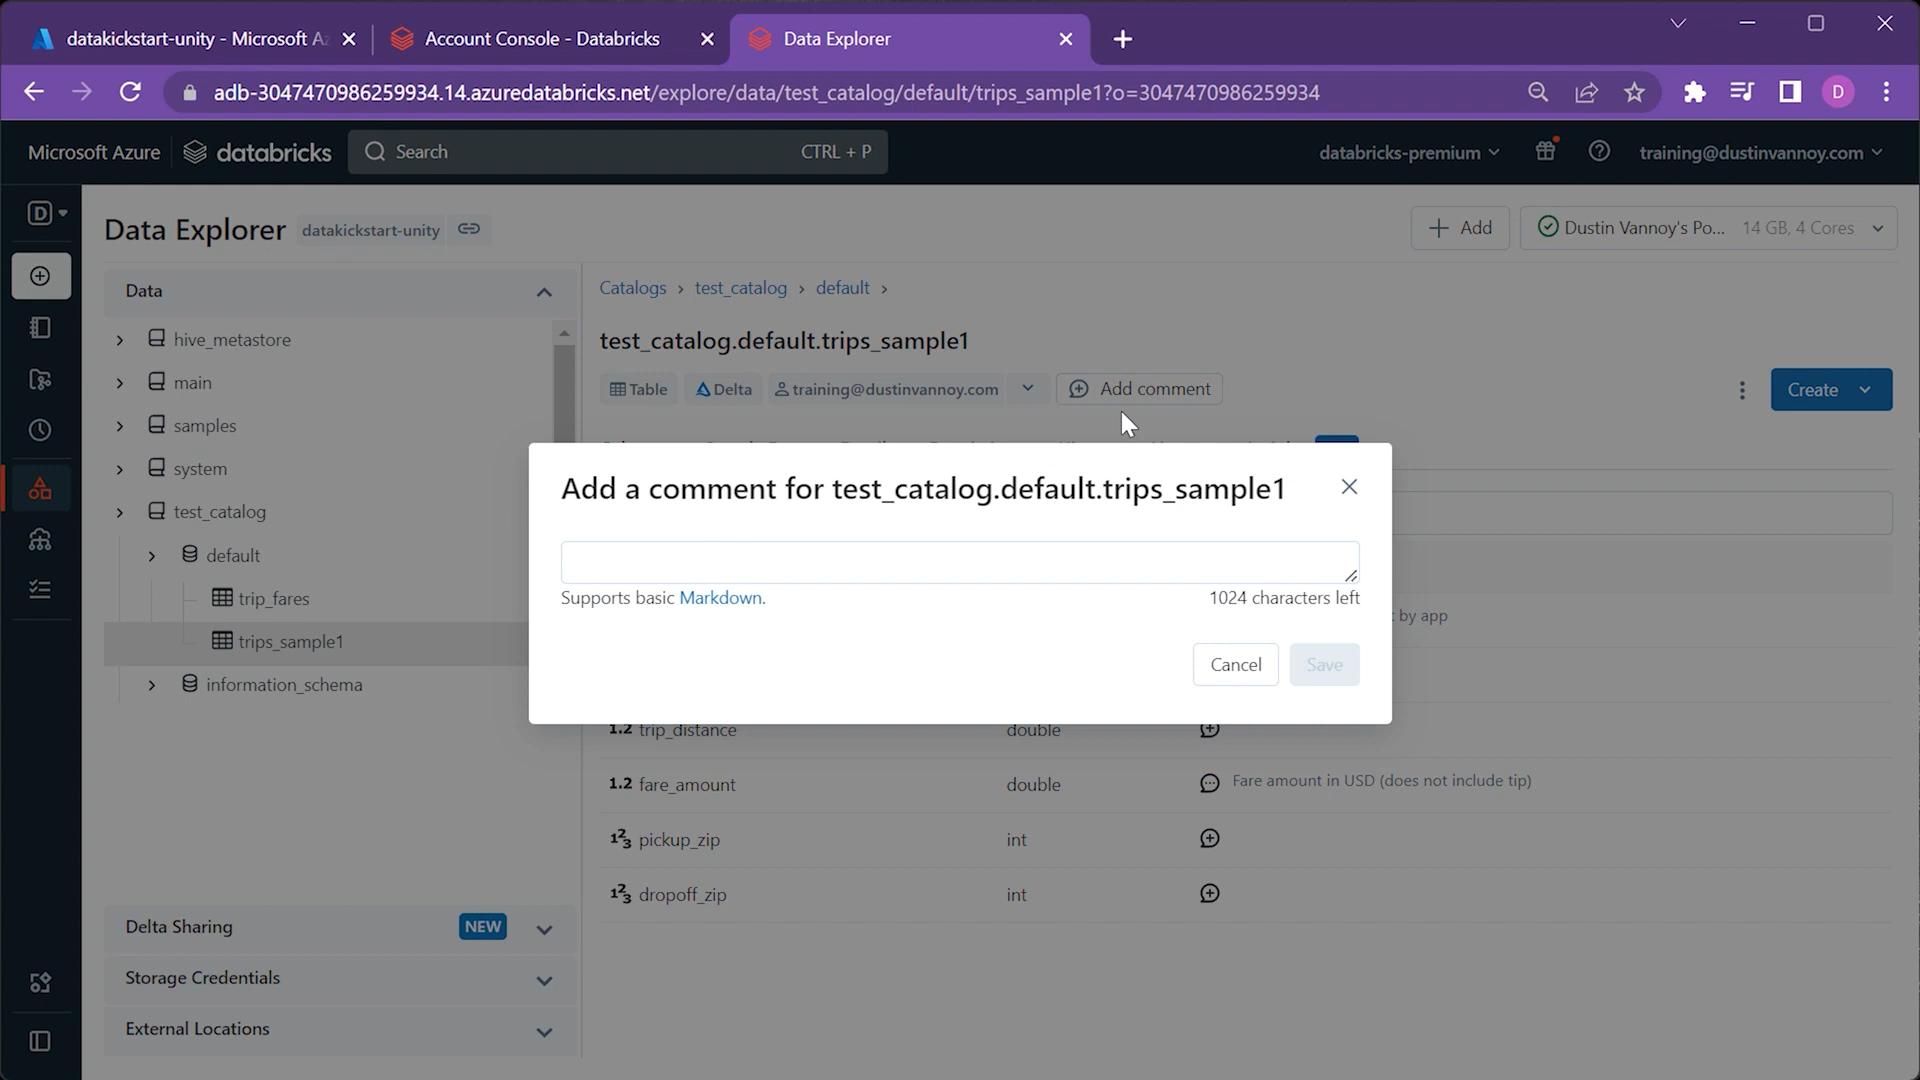 datakickstart-unity - Microsoft Az
Account Console - Databricks
Data Explorer
adb-3047470986259934.14.azuredatabricks.net/explore/data/test_catalog/default/trips_sample1?o=3047470986259934
D
Microsoft Azure
databricks
Search
CTRL + P
databricks-premium
training@dustinvannoy.com
D
Data Explorer
datakickstart-unity
Add
Dustin Vannoy's Po...
14 GB, 4 Cores
Data
hive_metastore
main
samples
system
test_catalog
default
trip_fares
trips_sample1
information_schema
Delta Sharing
NEW
Storage Credentials
External Locations
Catalogs > test_catalog > default >
test_catalog.default.trips_sample1
Table
Delta
training@dustinvannoy.com
Add comment
Create
Add a comment for test_catalog.default.trips_sample1
Supports basic Markdown.
1024 characters left
Cancel
Save
by app
1.2 trip_distance
double
1.2 fare_amount
double
Fare amount in USD (does not include tip)
123 pickup_zip
int
123 dropoff_zip
int